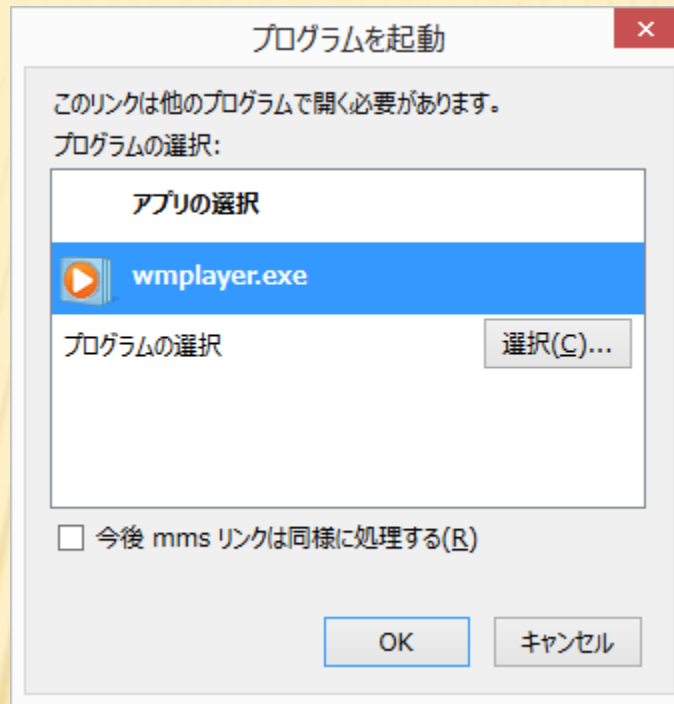 プログラムを起動
このリンクは他のプログラムで開く必要があります。
プログラムの選択:
アプリの選択
wmplayer.exe
プログラムの選択
選択(C)...
今後 mms リンクは同様に処理する(R)
OK
キャンセル